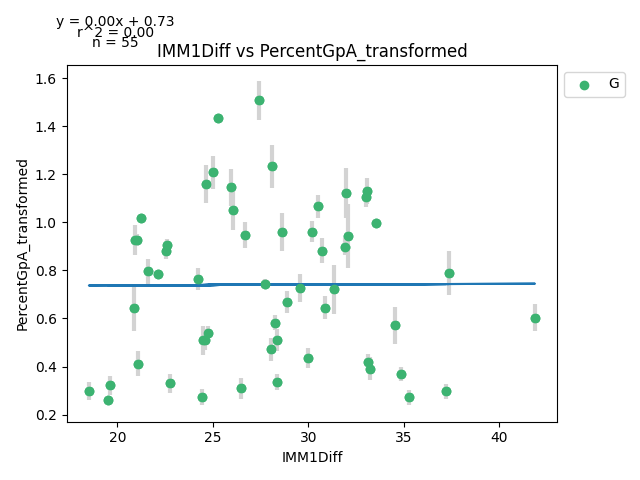 y = 0.00x + 0.73
r^2 = 0.00
n = 55
IMM1Diff vs PercentGpA_transformed
G
PercentGpA_transformed
1.6
1.4
1.2
1.0
0.8
0.6
0.4
0.2
20 25 30 35 40
IMM1Diff